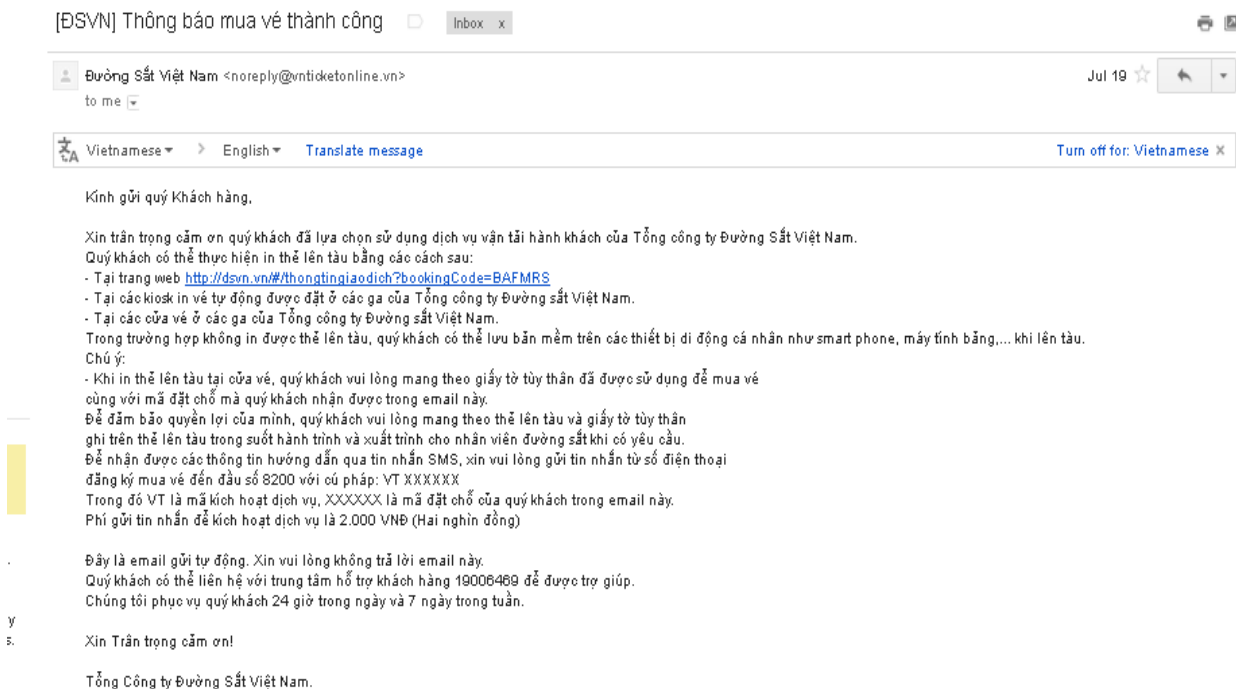 [ĐSVN] Thông báo mua vé thành công Inbox x
Đường Sắt Việt Nam <noreply@vnticketonline.vn> Jul 19
to me
Vietnamese > English Translate message Turn off for: Vietnamese x
Kính gửi quý Khách hàng,
Xin trân trọng cảm ơn quý khách đã lựa chọn sử dụng dịch vụ vận tải hành khách của Tổng công ty Đường Sắt Việt Nam.
Quý khách có thể thực hiện in thẻ lên tàu bằng các cách sau:
- Tại trang web http://dsvn.vn/#/thongtingiaodich?bookingCode=BAFMRS
- Tại các kiosk in vé tự động được đặt ở các ga của Tổng công ty Đường sắt Việt Nam.
- Tại các cửa vé ở các ga của Tổng công ty Đường sắt Việt Nam.
Trong trường hợp không in được thẻ lên tàu, quý khách có thể lưu bản mềm trên các thiết bị di động cá nhân như smart phone, máy tính bảng,... khi lên tàu.
Chú ý:
- Khi in thẻ lên tàu tại cửa vé, quý khách vui lòng mang theo giấy tờ tùy thân đã được sử dụng để mua vé
cùng với mã đặt chỗ mà quý khách nhận được trong email này.
Để đảm bảo quyền lợi của mình, quý khách vui lòng mang theo thẻ lên tàu và giấy tờ tùy thân
ghi trên thẻ lên tàu trong suốt hành trình và xuất trình cho nhân viên đường sắt khi có yêu cầu.
Để nhận được các thông tin hướng dẫn qua tin nhắn SMS, xin vui lòng gửi tin nhắn từ số điện thoại
đăng ký mua vé đến đầu số 8200 với cú pháp: VT XXXXXX
Trong đó VT là mã kích hoạt dịch vụ, XXXXXX là mã đặt chỗ của quý khách trong email này.
Phí gửi tin nhắn để kích hoạt dịch vụ là 2.000 VNĐ (Hai nghìn đồng)
Đây là email gửi tự động. Xin vui lòng không trả lời email này.
Quý khách có thể liên hệ với trung tâm hỗ trợ khách hàng 19006469 để được trợ giúp.
Chúng tôi phục vụ quý khách 24 giờ trong ngày và 7 ngày trong tuần.
y
s.
Xin Trân trọng cảm ơn!
Tổng Công ty Đường Sắt Việt Nam.